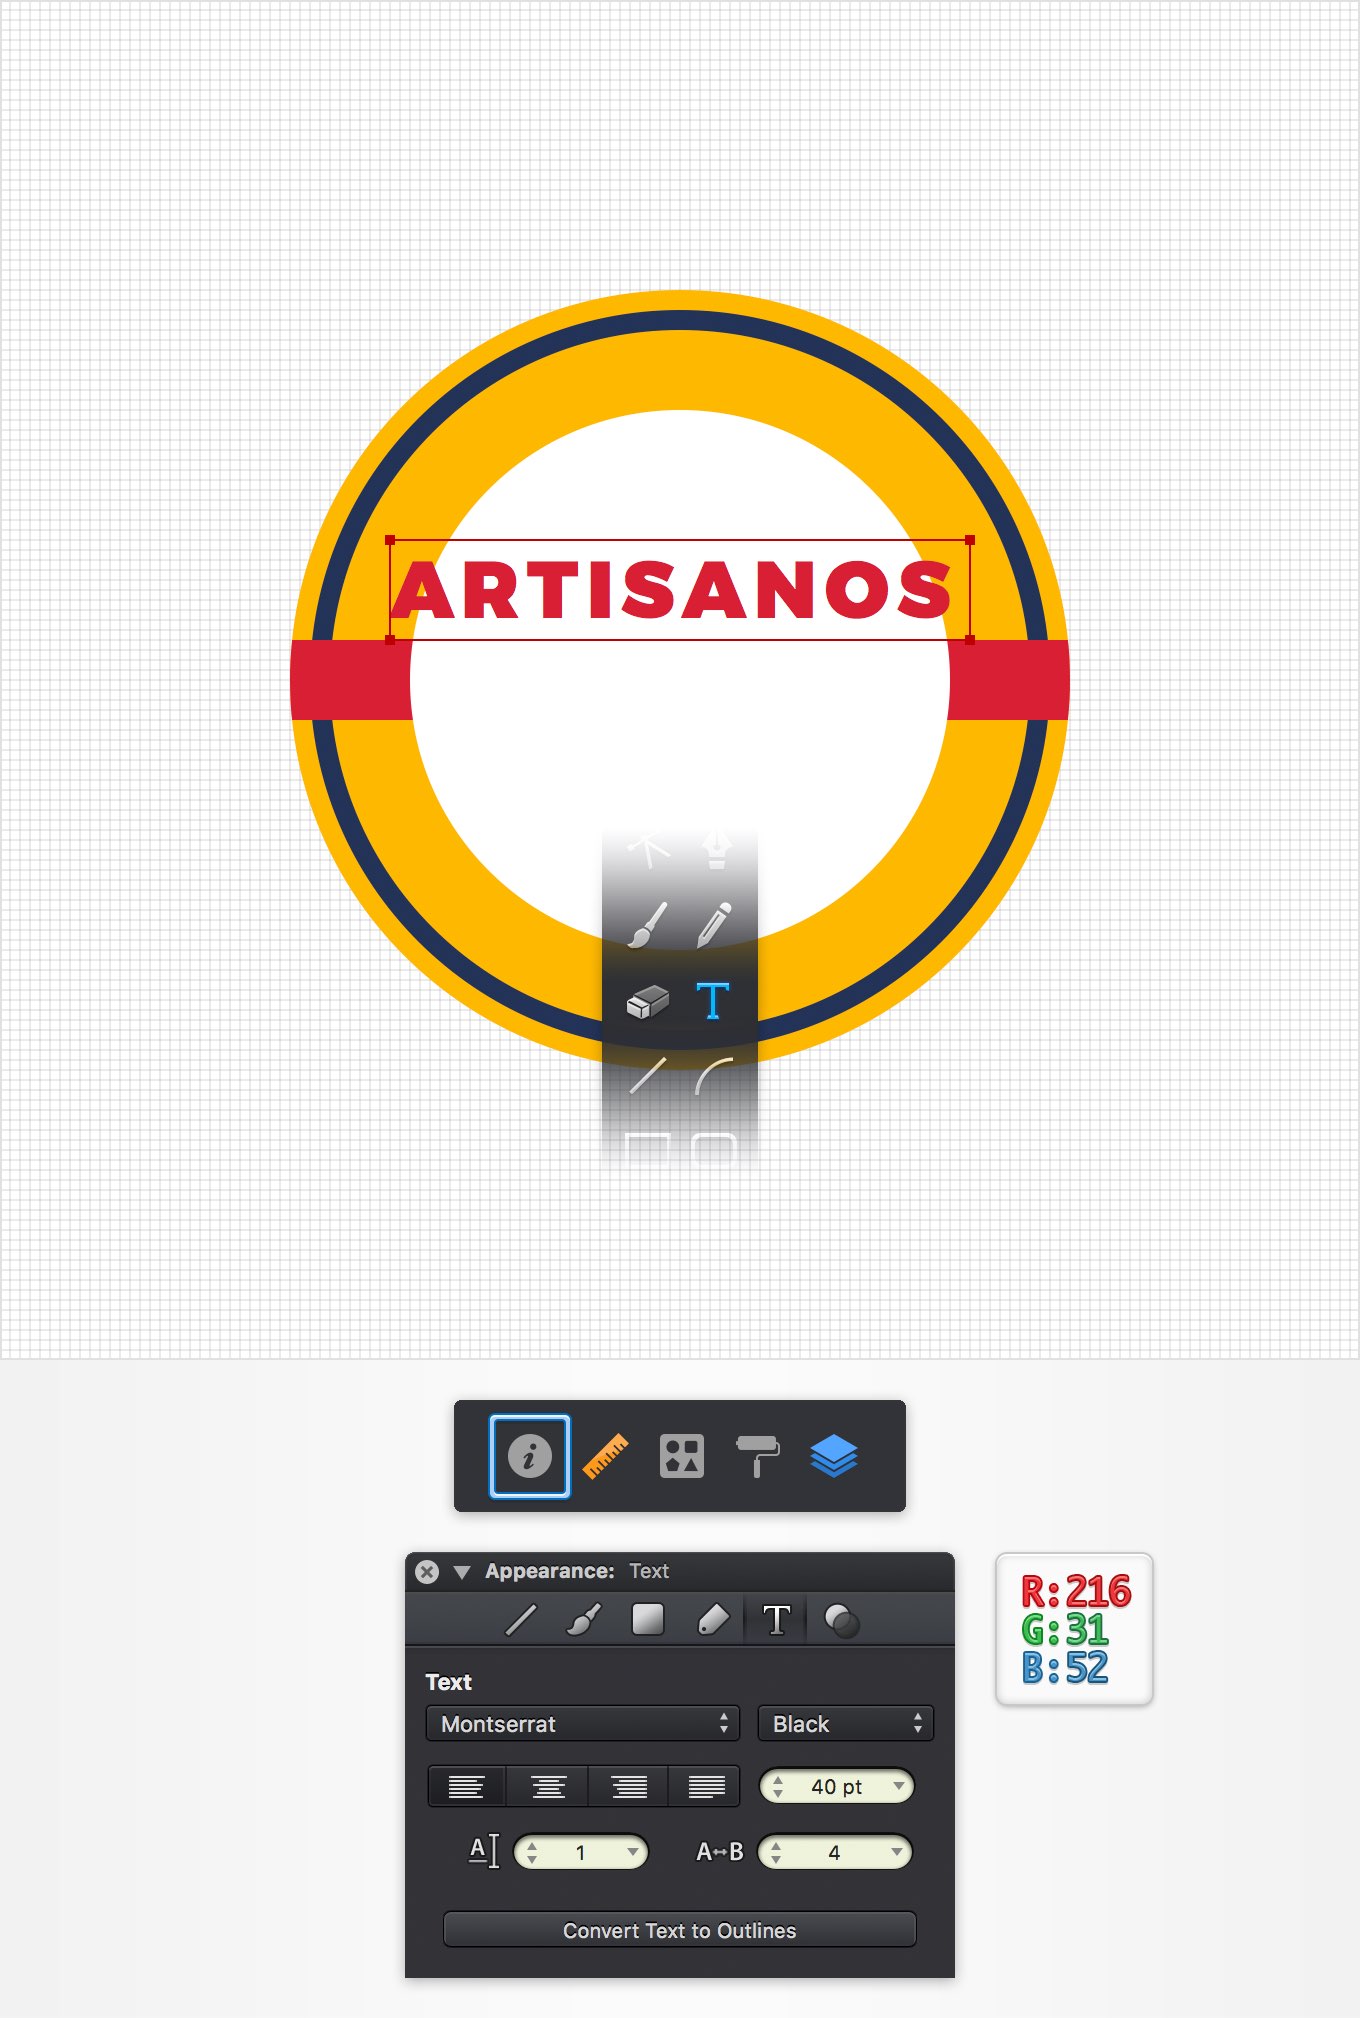 ARTISANOS
T
i
Appearance: Text
T
R:216
G:31
B:52
Text
Montserrat
Black
40 pt
A
1
A B
4
Convert Text to Outlines